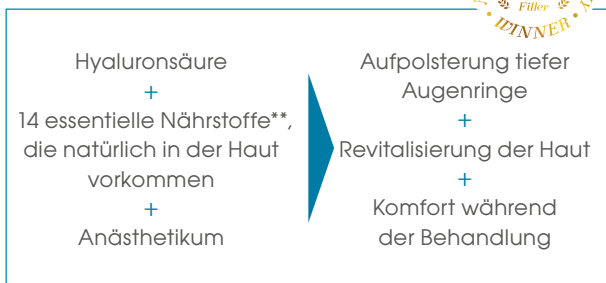 Filler
WINNER
Hyaluronsäure
+
14 essentielle Nährstoffe**,
die natürlich in der Haut
vorkommen
+
Anästhetikum
Aufpolsterung tiefer
Augenringe
+
Revitalisierung der Haut
+
Komfort während
der Behandlung